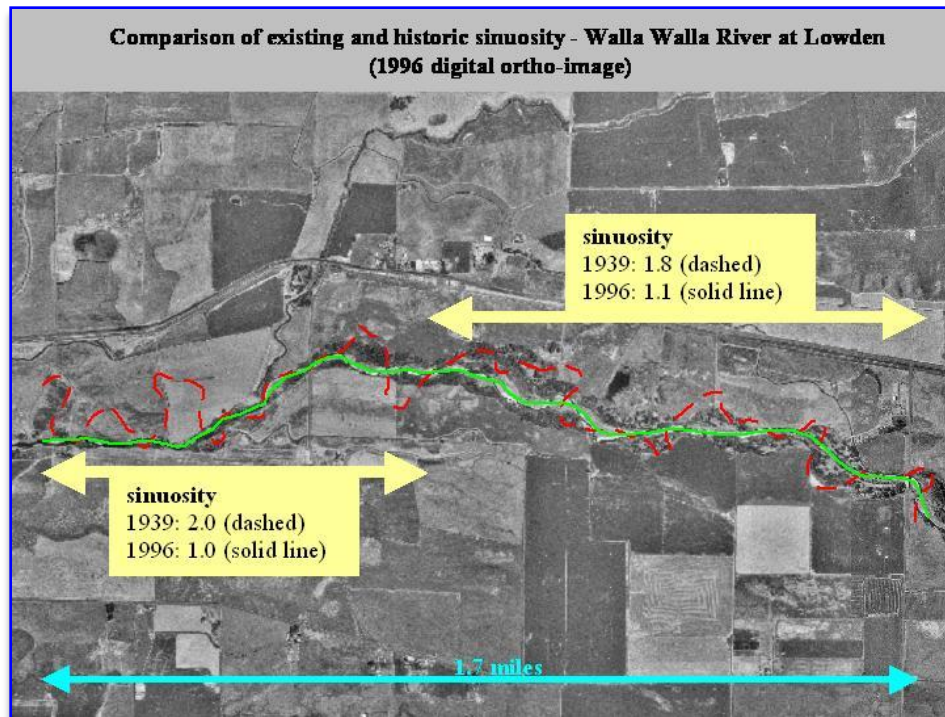 Comparison of existing and historic sinuosity - Walla Walla River at Lowden
(1996 digital ortho-image)
sinuosity
1939: 1.8 (dashed)
1996: 1.1 (solid line)
sinuosity
1939: 2.0 (dashed)
1996: 1.0 (solid line)
1.7 miles